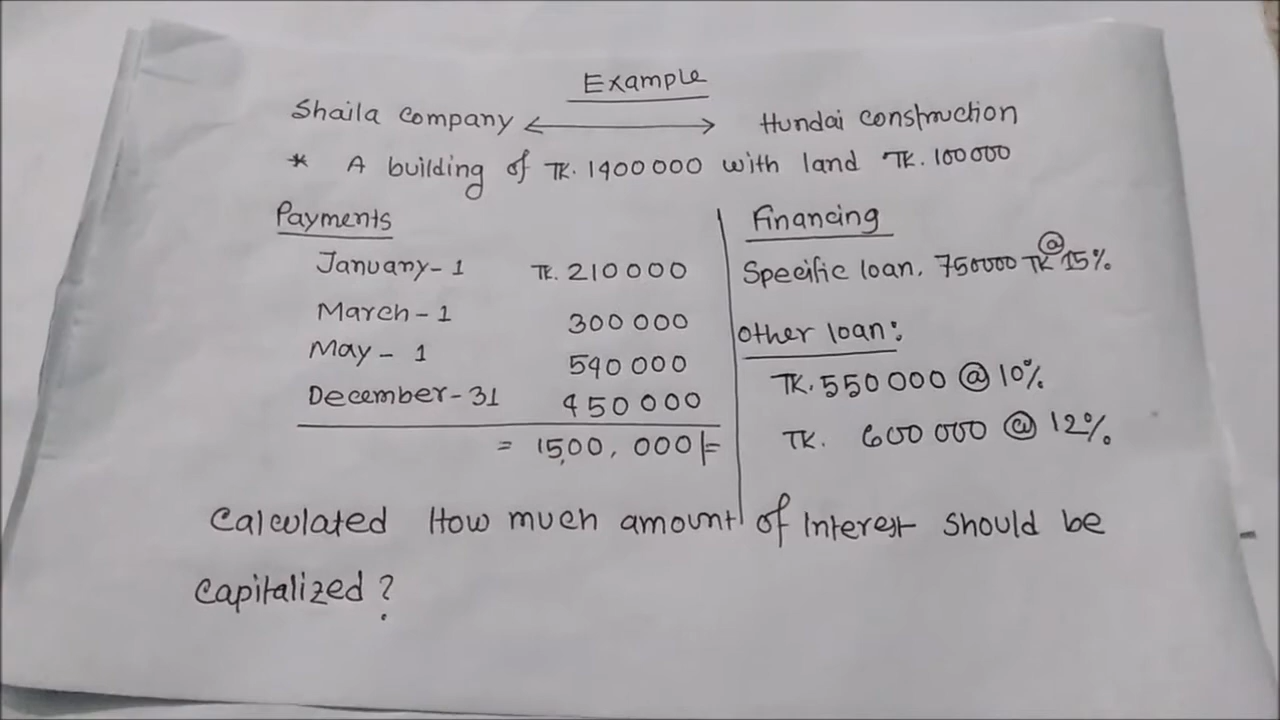 Example
Shaila Company ⟷ Hundai Construction
* A building of TK. 1400000 with land TK. 100000
Payments
January-1 TK. 210000
March-1 300000
May-1 540000
December-31 450000
= 15,00,000/=
Financing
Specific loan. 750000 TK @ 15%
Other loan:
TK. 550000 @ 10%
TK. 600000 @ 12%
Calculated How much amount of interest should be
capitalized?